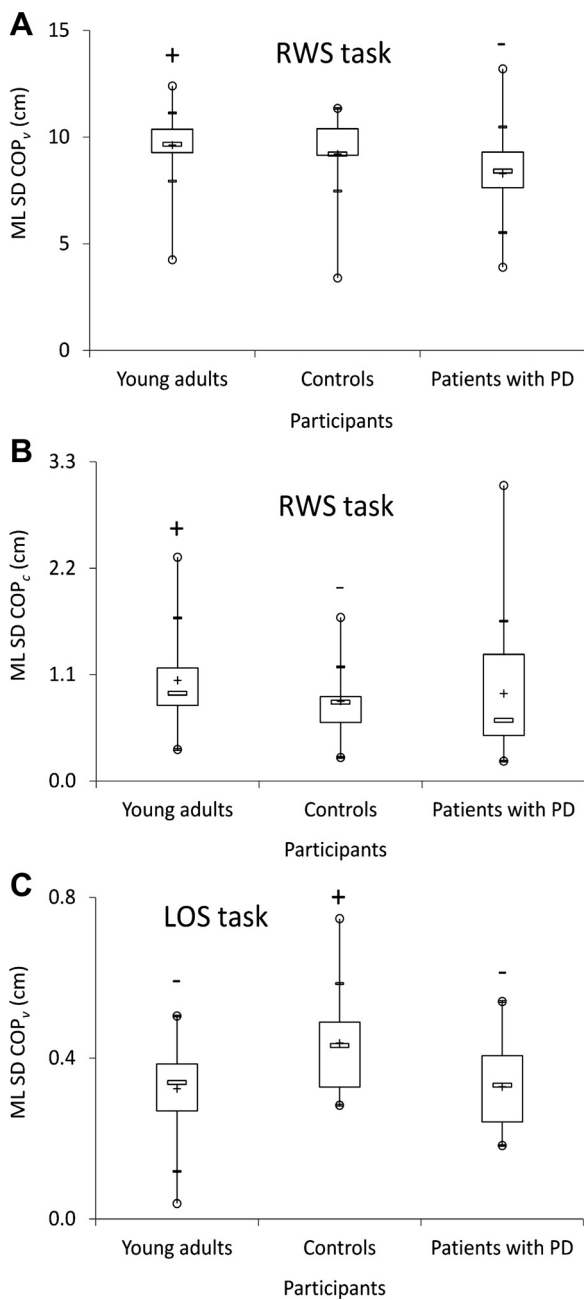 A
ML SD COPv (cm)
15
10
5
0
RWS task
+
-
Young adults
Controls
Patients with PD
Participants
B
ML SD COPc (cm)
3.3
2.2
1.1
0.0
RWS task
+
-
Young adults
Controls
Patients with PD
Participants
C
ML SD COPv (cm)
0.8
0.4
0.0
LOS task
-
+
-
Young adults
Controls
Patients with PD
Participants